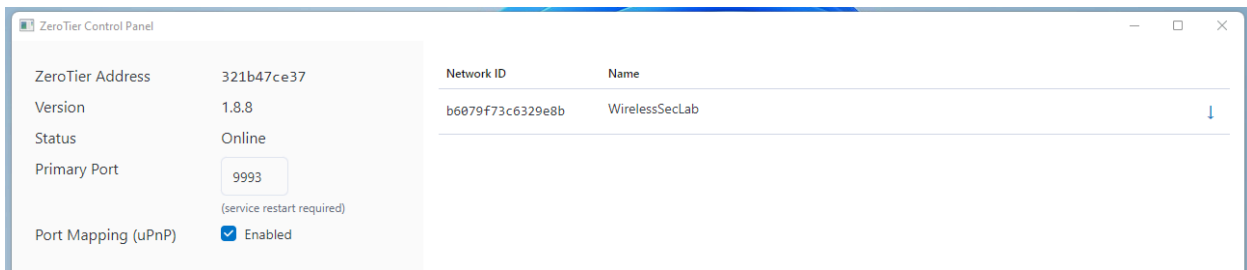 ZeroTier Control Panel
ZeroTier Address 321b47ce37
Version 1.8.8
Status Online
Primary Port 9993
(service restart required)
Port Mapping (uPnP) Enabled
Network ID Name
b6079f73c6329e8b WirelessSecLab